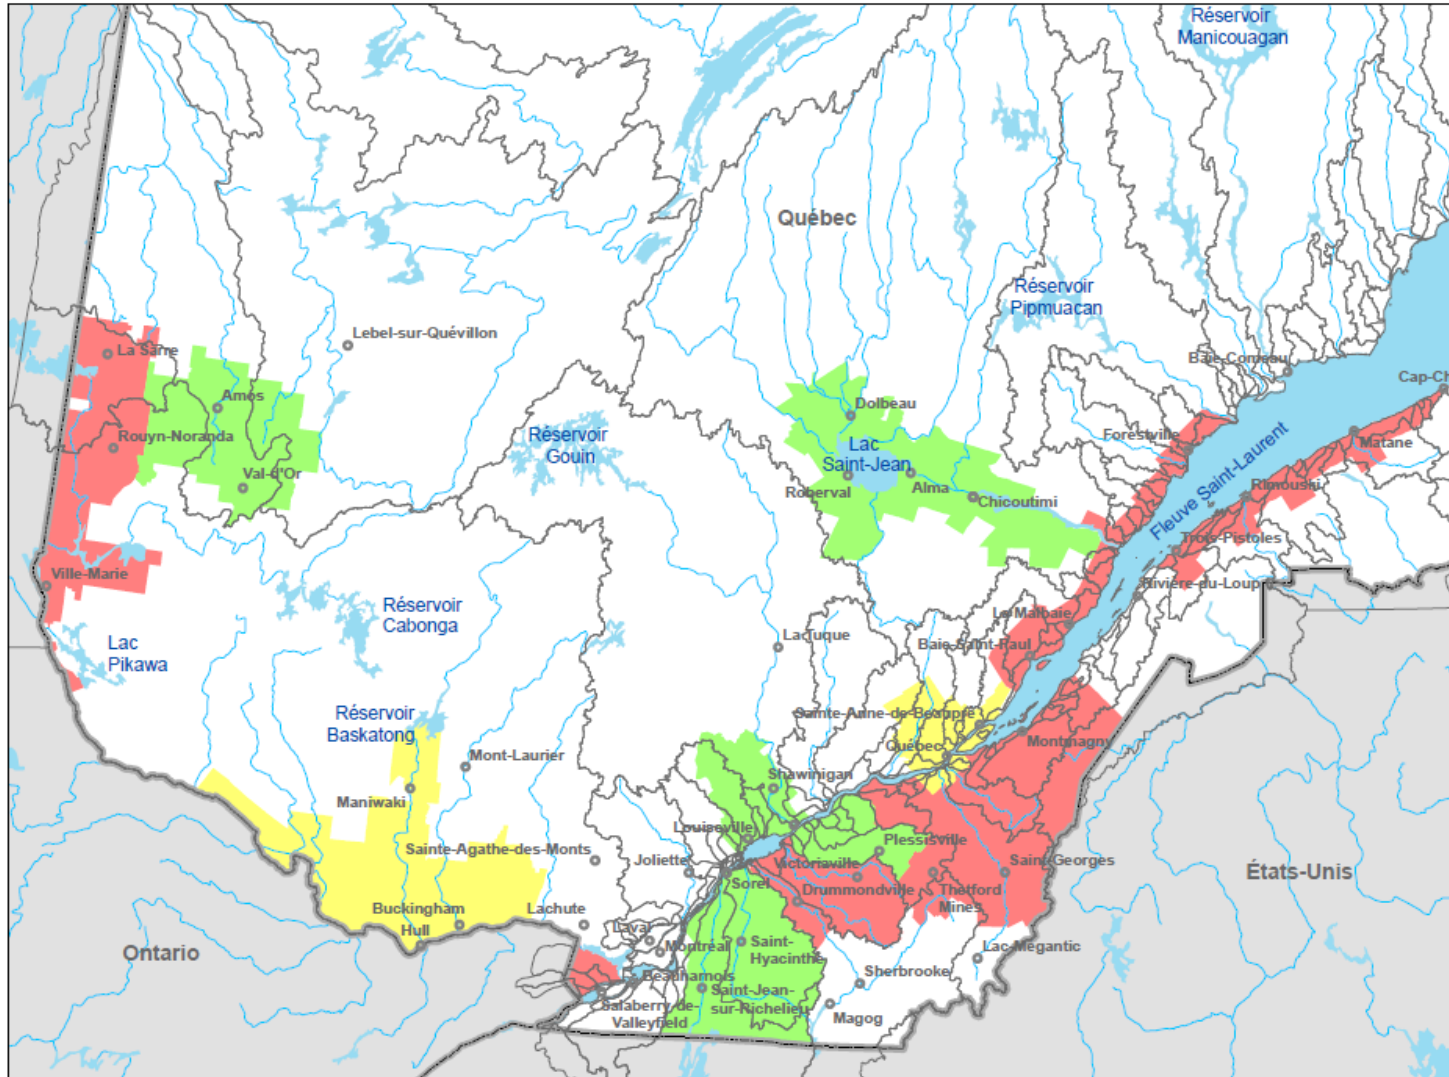 Réservoir
Manicouagan
Québec
Réservoir
Pipmuacan
Lebel-sur-Quévillon
La Sarre
Baie-Comeau
Cap-Ch
Amos
Dolbeau
Rouyn-Noranda
Réservoir
Gouin
Lac
Saint-Jean
Forestville
Matane
Fleuve Saint-Laurent
Val-d'Or
Roberval
Alma
Chicoutimi
Rimouski
Trois-Pistoles
Ville-Marie
Rivière-du-Loup
Réservoir
Cabonga
La Malbaie
Lac
Pikawa
La Tuque
Baie-Saint-Paul
Réservoir
Baskatong
Sainte-Anne-de-Beaupré
Québec
Montmagny
Mont-Laurier
Shawinigan
Maniwaki
Louiseville
Plessisville
Sainte-Agathe-des-Monts
Joliette
Victoriaville
Saint-Georges
États-Unis
Sorel
Drummondville
Thetford
Mines
Buckingham
Lachute
Hull
Laval
Ontario
Montréal
Saint-
Hyacinthe
Lac-Mégantic
Beauharnois
Sherbrooke
Saint-Jean-
sur-Richelieu
Salaberry-de-
Valleyfield
Magog